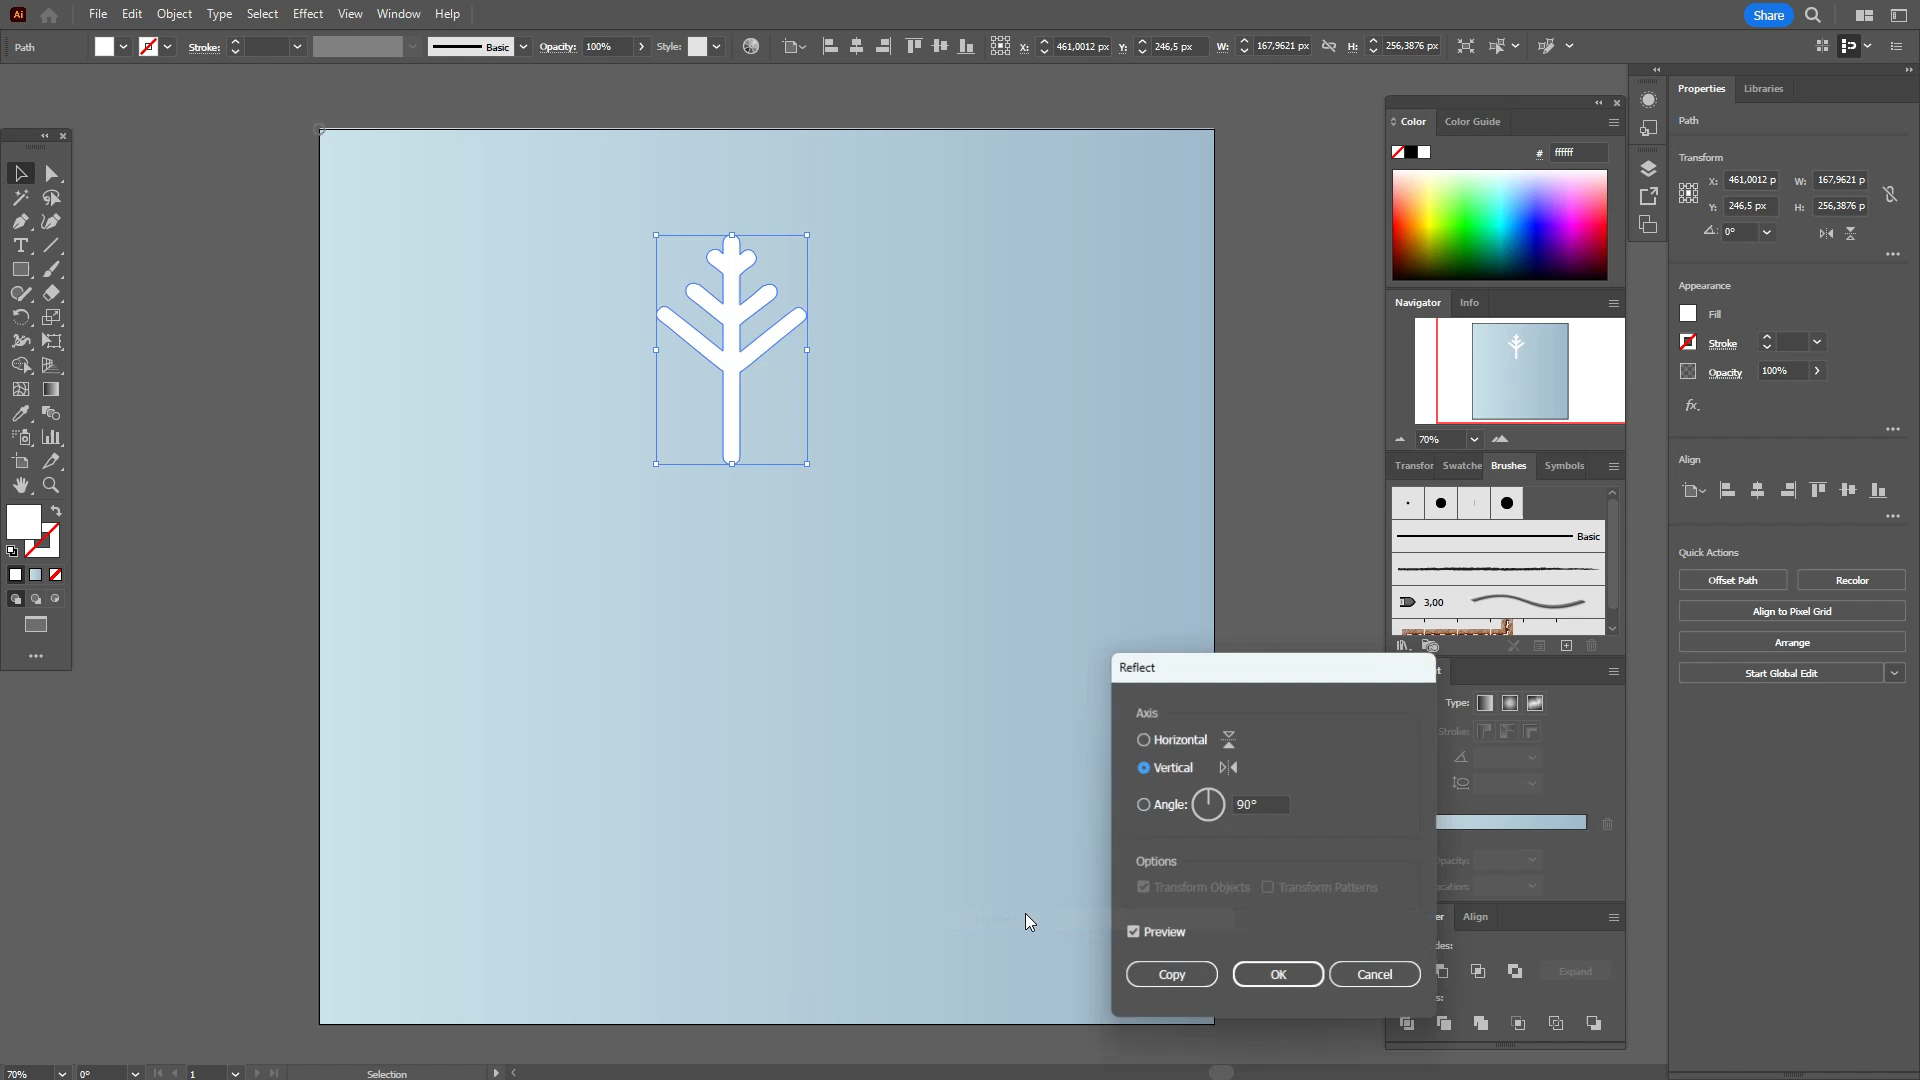 Ai File Edit Object Type Select Effect View Window Help Share
Path Stroke: Basic Opacity: 100% Style: X: 461,0012 px Y: 246,5 px W: 167,9621 px H: 256,3876 px
Properties Libraries
Path
Transform
X: 461,0012 p W: 167,9621 p
Y: 246,5 px H: 256,3876 p
0°
Appearance
Fill
Stroke
Opacity 100%
fx.
Align
Quick Actions
Offset Path Recolor
Align to Pixel Grid
Arrange
Start Global Edit
Color Color Guide
# ffffff
Navigator Info
70%
Transfor Swatche Brushes Symbols
Basic
3,00
Type:
Stroke:
Align
Expand
Reflect
Axis
Horizontal
Vertical
Angle: 90°
Options
Transform Objects Transform Patterns
Preview
Copy OK Cancel
70% 0° 1 Selection